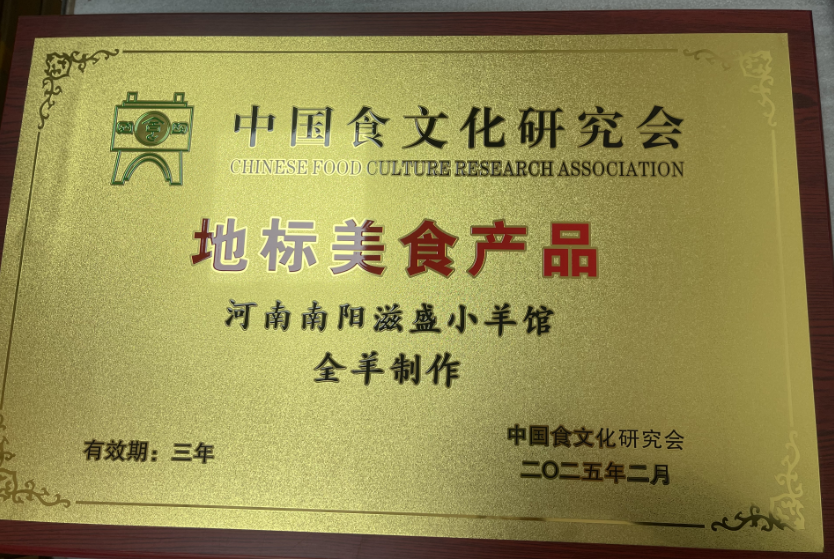 中国食文化研究会
CHINESE FOOD CULTURE RESEARCH ASSOCIATION
地标美食产品
河南南阳滋盛小羊馆
全羊制作
有效期：三年
中国食文化研究会
二〇二五年二月